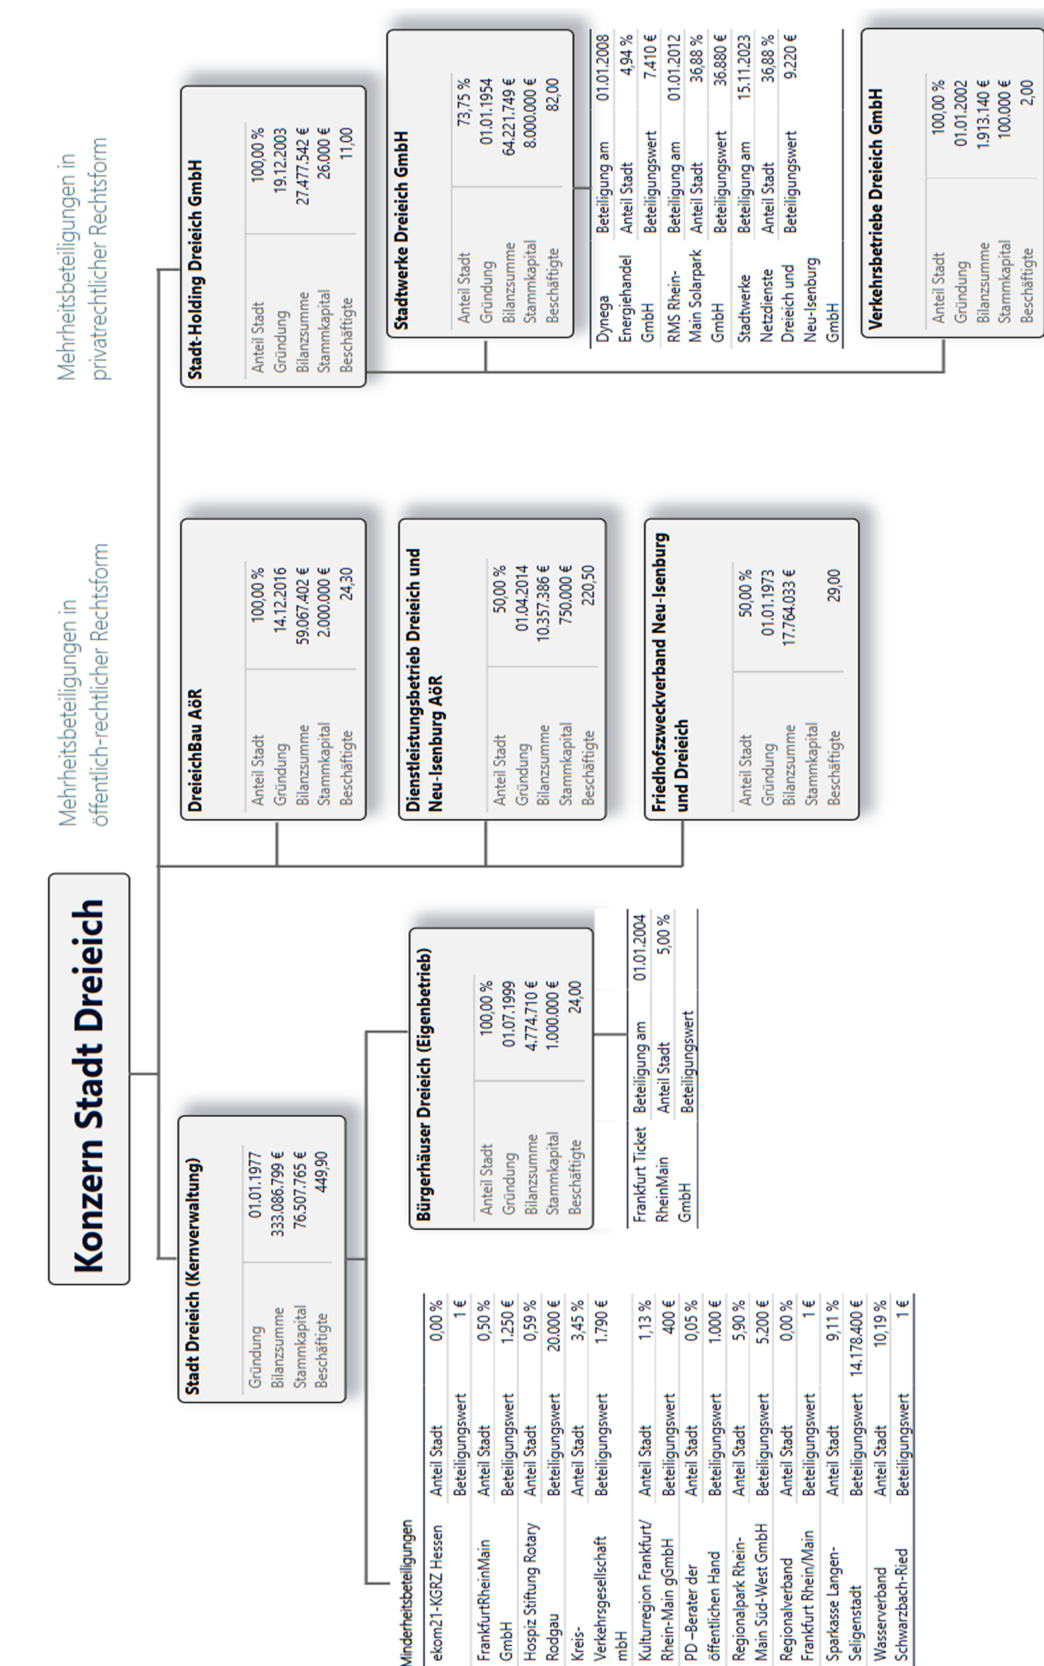 Konzern Stadt Dreieich
Stadt Dreieich (Kernverwaltung)
Gründung 01.01.1977
Bilanzsumme 333.086.799 €
Stammkapital 76.507.765 €
Beschäftigte 449,90
Minderheitsbeteiligungen
ekom21-KGRZ Hessen Anteil Stadt 0,00 %
Beteiligungswert 1 €
FrankfurtRheinMain Anteil Stadt 0,50 %
GmbH Beteiligungswert 1.250 €
Hospiz Stiftung Rotary Anteil Stadt 0,59 %
Rodgau Beteiligungswert 20.000 €
Kreis- Anteil Stadt 3,45 %
Verkehrsgesellschaft Beteiligungswert 1.790 €
mbH
Kulturregion Frankfurt/ Anteil Stadt 1,13 %
Rhein-Main gGmbH Beteiligungswert 400 €
PD –Berater der Anteil Stadt 0,05 %
öffentlichen Hand Beteiligungswert 1.000 €
Regionalpark Rhein- Anteil Stadt 5,90 %
Main Süd-West GmbH Beteiligungswert 5.200 €
Regionalverband Anteil Stadt 0,00 %
Frankfurt Rhein/Main Beteiligungswert 1 €
Sparkasse Langen- Anteil Stadt 9,11 %
Seligenstadt Beteiligungswert 14.178.400 €
Wasserverband Anteil Stadt 10,19 %
Schwarzbach-Ried Beteiligungswert 1 €
Bürgerhäuser Dreieich (Eigenbetrieb)
Anteil Stadt 100,00 %
Gründung 01.07.1999
Bilanzsumme 4.774.710 €
Stammkapital 1.000.000 €
Beschäftigte 24,00
Frankfurt Ticket Beteiligung am 01.01.2004
RheinMain Anteil Stadt 5,00 %
GmbH Beteiligungswert
Mehrheitsbeteiligungen in
öffentlich-rechtlicher Rechtsform
DreieichBau AöR
Anteil Stadt 100,00 %
Gründung 14.12.2016
Bilanzsumme 59.067.402 €
Stammkapital 2.000.000 €
Beschäftigte 24,30
Dienstleistungsbetrieb Dreieich und
Neu-Isenburg AöR
Anteil Stadt 50,00 %
Gründung 01.04.2014
Bilanzsumme 10.357.386 €
Stammkapital 750.000 €
Beschäftigte 220,50
Friedhofszweckverband Neu-Isenburg
und Dreieich
Anteil Stadt 50,00 %
Gründung 01.01.1973
Bilanzsumme 17.764.033 €
Stammkapital
Beschäftigte 29,00
Mehrheitsbeteiligungen in
privatrechtlicher Rechtsform
Stadt-Holding Dreieich GmbH
Anteil Stadt 100,00 %
Gründung 19.12.2003
Bilanzsumme 27.477.542 €
Stammkapital 26.000 €
Beschäftigte 11,00
Stadtwerke Dreieich GmbH
Anteil Stadt 73,75 %
Gründung 01.01.1954
Bilanzsumme 64.221.749 €
Stammkapital 8.000.000 €
Beschäftigte 82,00
Dynega Beteiligung am 01.01.2008
Energiehandel Anteil Stadt 4,94 %
GmbH Beteiligungswert 7.410 €
RMS Rhein- Beteiligung am 01.01.2012
Main Solarpark Anteil Stadt 36,88 %
GmbH Beteiligungswert 36.880 €
Stadtwerke Beteiligung am 15.11.2023
Netzdienste Anteil Stadt 36,88 %
Dreieich und Beteiligungswert 9.220 €
Neu-Isenburg
GmbH
Verkehrsbetriebe Dreieich GmbH
Anteil Stadt 100,00 %
Gründung 01.01.2002
Bilanzsumme 1.913.140 €
Stammkapital 100.000 €
Beschäftigte 2,00